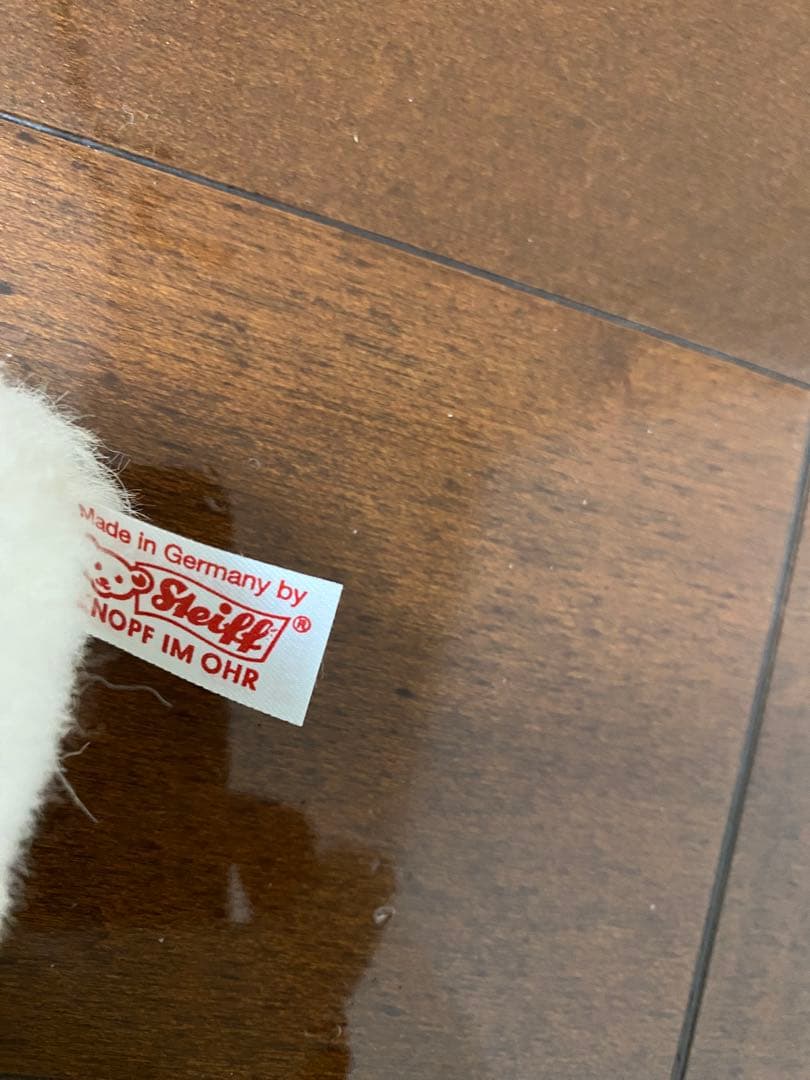 Made in Germany by
Steiff®
NOPF IM OHR